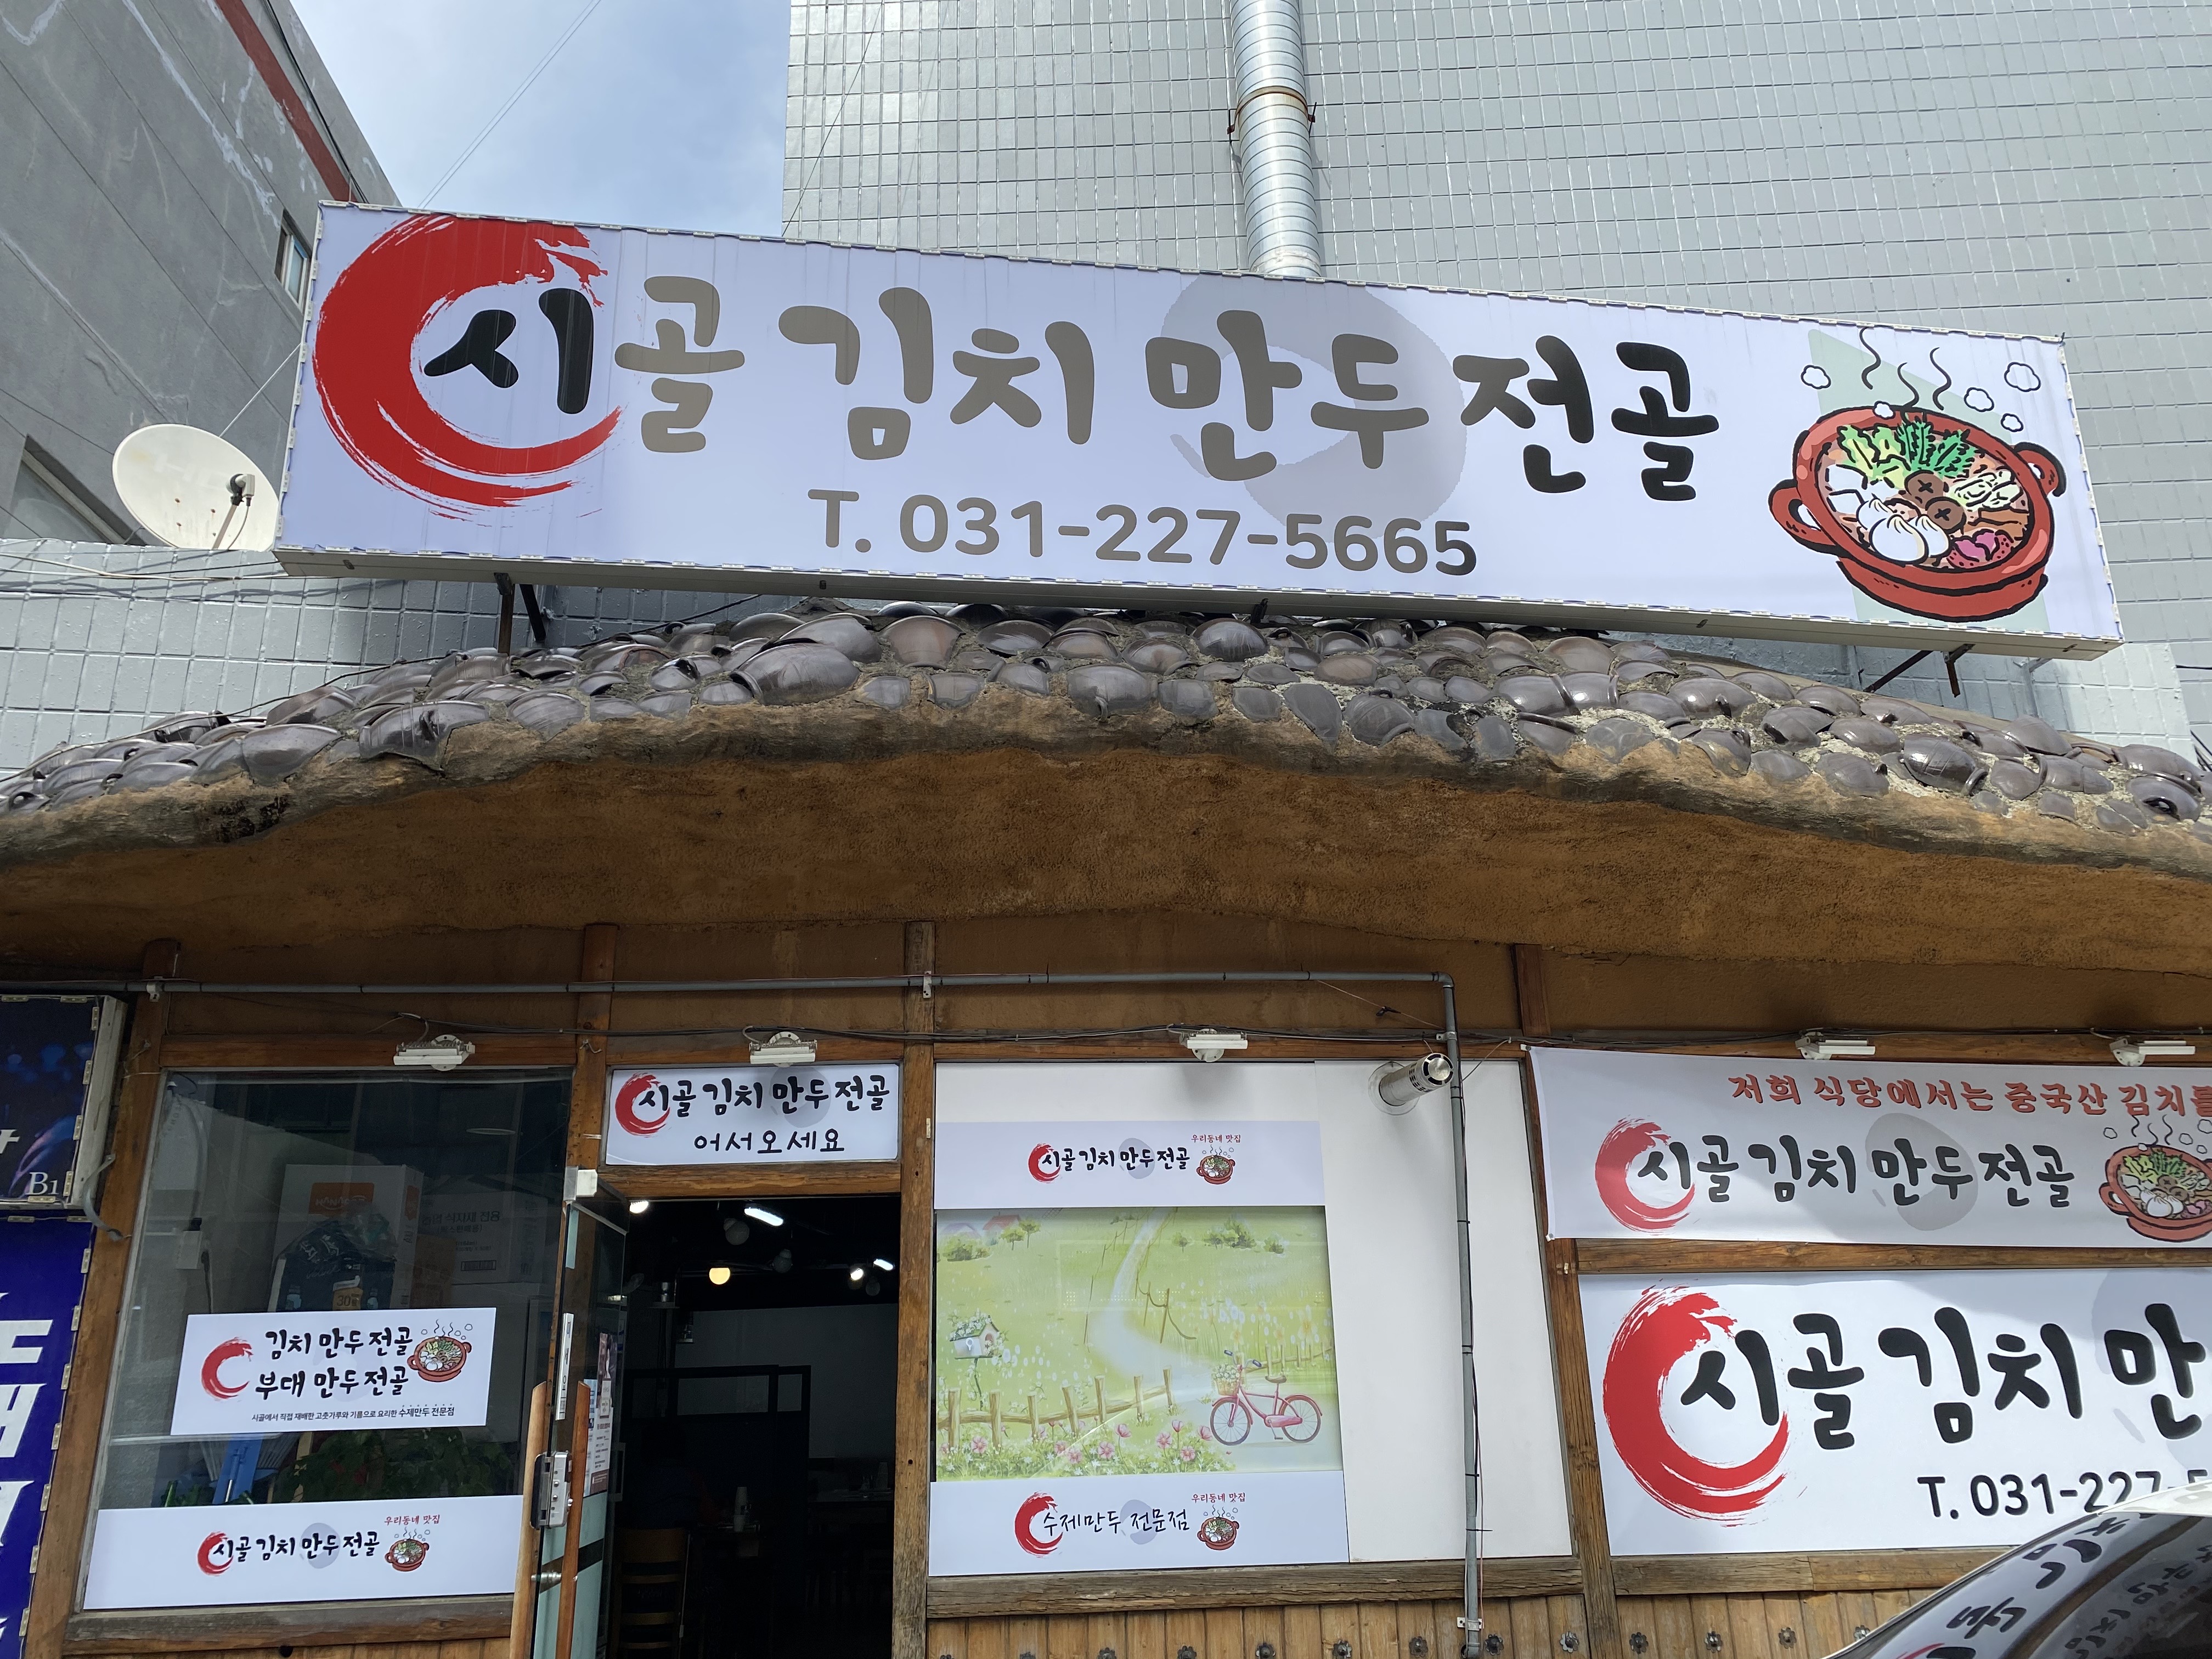 시골 김치 만두 전골
T. 031-227-5665
시골 김치 만두 전골
어서오세요
우리동네 맛집
시골 김치 만두 전골
저희 식당에서는 중국산 김치를
시골 김치 만두 전골
김치 만두 전골
부대 만두 전골
시골에서 직접 재배한 고춧가루와 기름으로 요리한 수제만두 전문점
시골 김치 만
T. 031-227-5
우리동네 맛집
시골 김치 만두 전골
우리동네 맛집
수제만두 전문점
B1